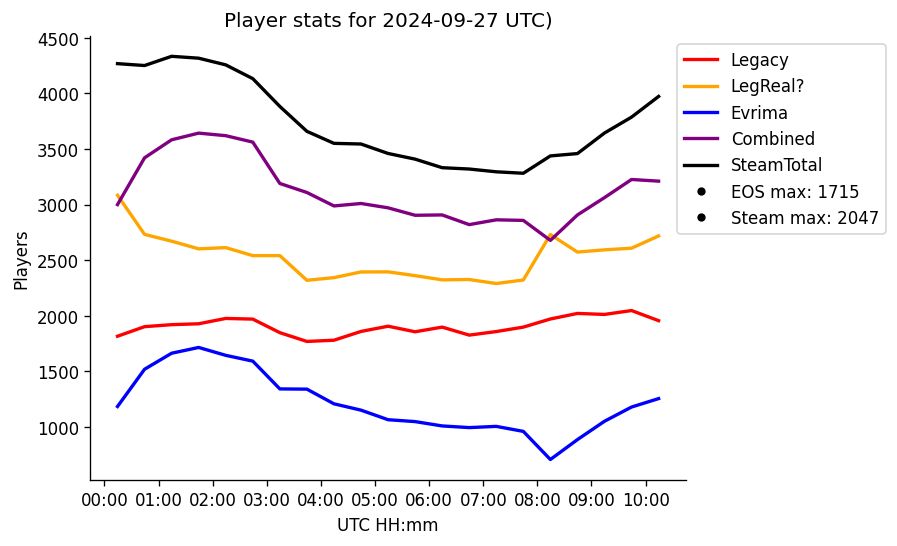 Player stats for 2024-09-27 UTC)
4500
4000
3500
3000
2500
2000
1500
1000
Players
00:00 01:00 02:00 03:00 04:00 05:00 06:00 07:00 08:00 09:00 10:00
UTC HH:mm
Legacy
LegReal?
Evrima
Combined
SteamTotal
EOS max: 1715
Steam max: 2047